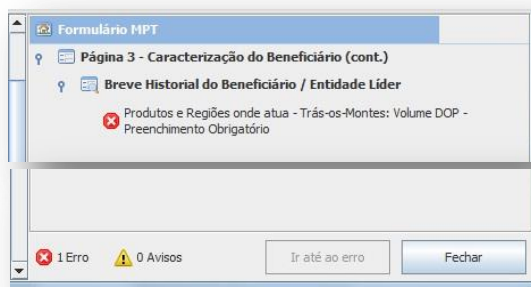 Formulário MPT
Página 3 - Caracterização do Beneficiário (cont.)
Breve Historial do Beneficiário / Entidade Líder
Produtos e Regiões onde atua - Trás-os-Montes: Volume DOP -
Preenchimento Obrigatório
1 Erro 0 Avisos Ir até ao erro Fechar